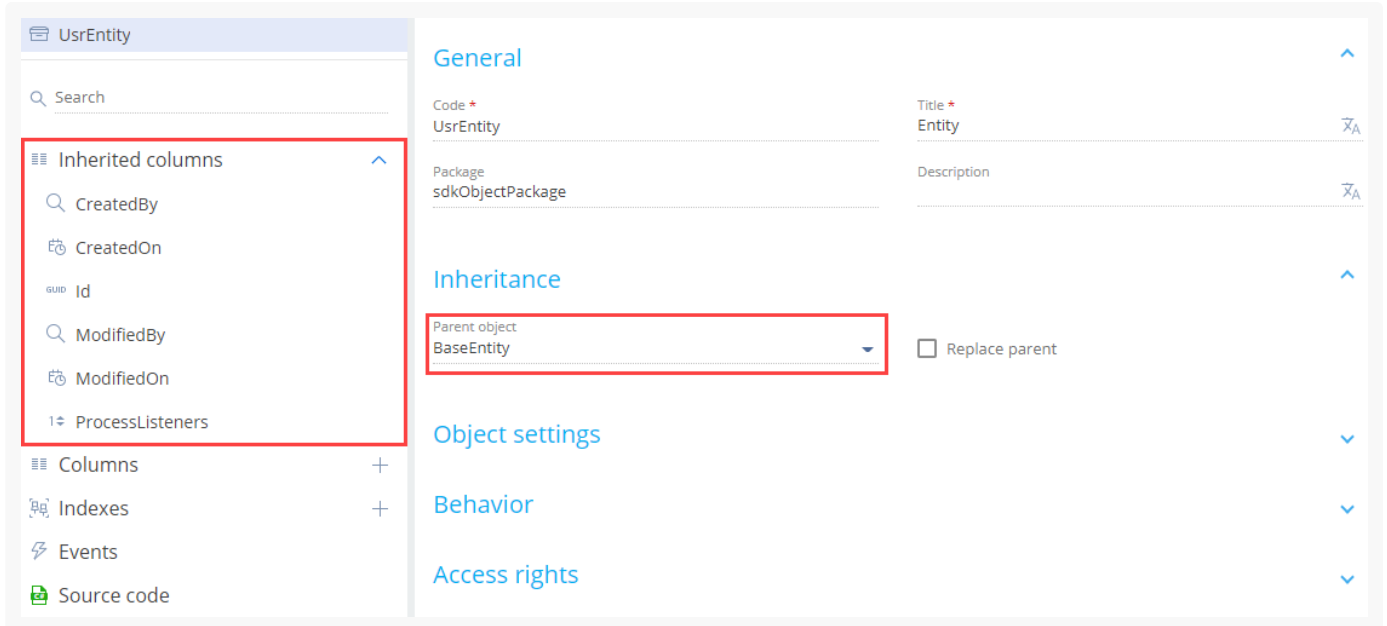 UsrEntity
Search
Inherited columns
CreatedBy
CreatedOn
GUID Id
ModifiedBy
ModifiedOn
1 ProcessListeners
Columns
Indexes
Events
C# Source code
General
Code *
UsrEntity
Title *
Entity
Package
sdkObjectPackage
Description
Inheritance
Parent object
BaseEntity
Replace parent
Object settings
Behavior
Access rights